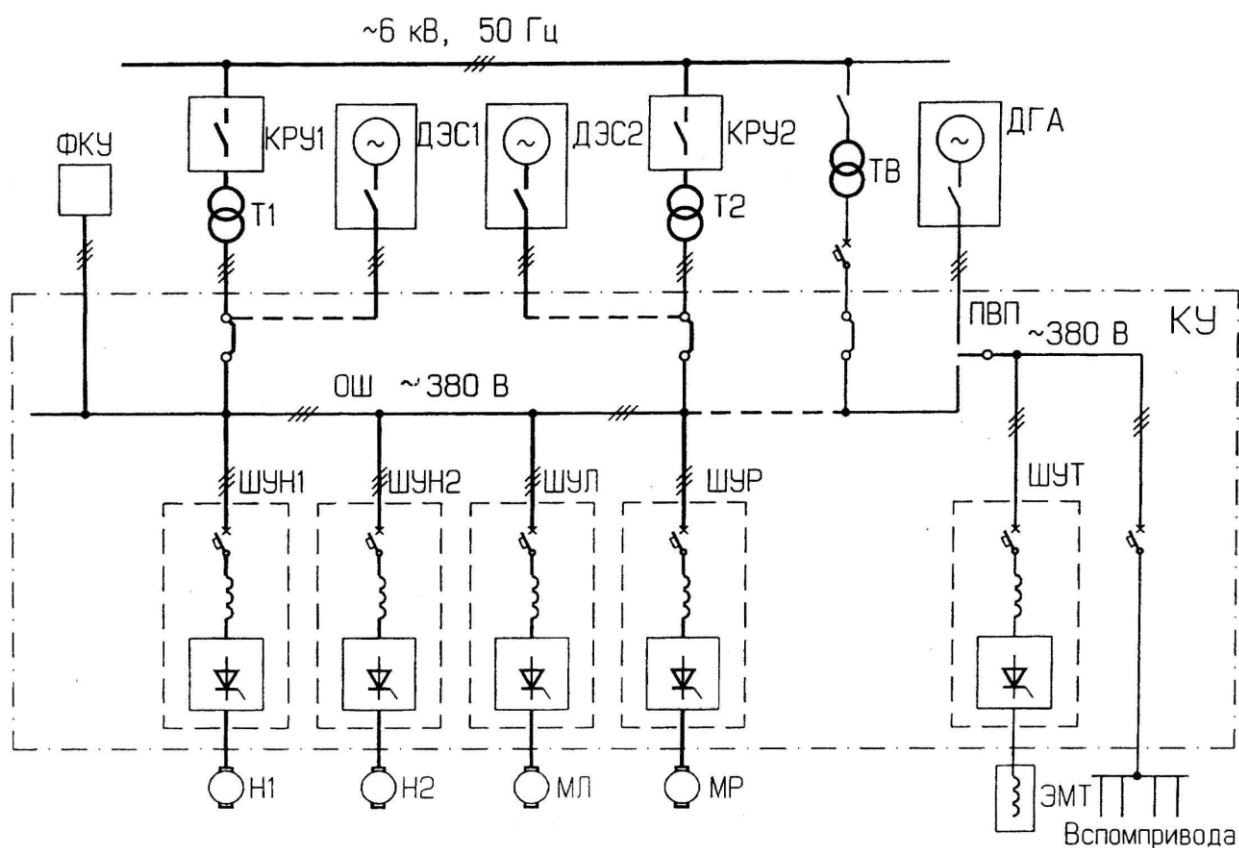 ~6 кВ, 50 Гц
ФКУ
КРУ1
ДЭС1
ДЭС2
КРУ2
ТВ
ДГА
Т1
Т2
ПВП
КУ
~380 В
ОШ ~380 В
ШУН1
ШУН2
ШУЛ
ШУР
ШУТ
Н1
Н2
МЛ
МР
ЭМТ
Вспомпривода